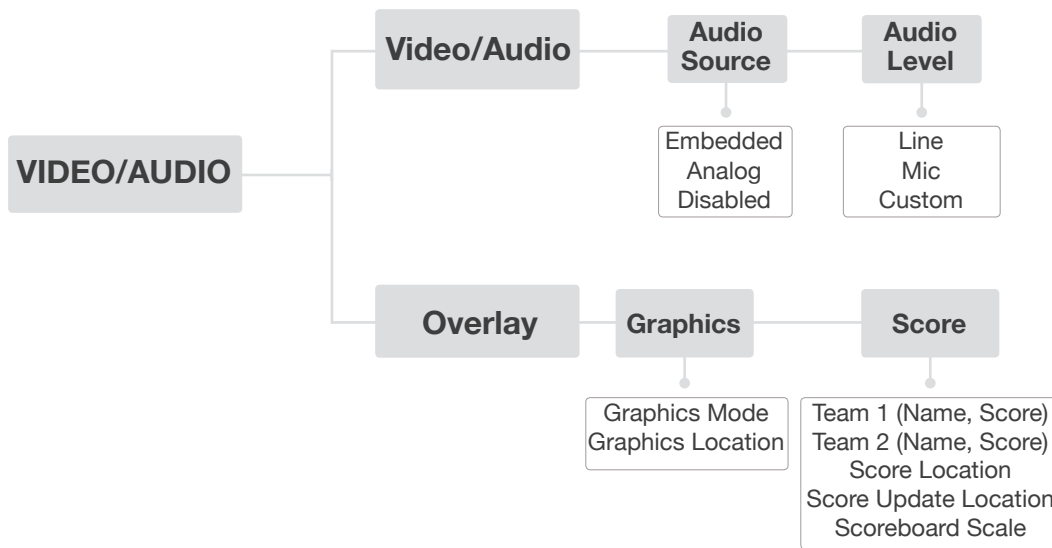 Video/Audio
Audio
Source
Audio
Level
Embedded
Analog
Disabled
Line
Mic
Custom
VIDEO/AUDIO
Overlay
Graphics
Score
Graphics Mode
Graphics Location
Team 1 (Name, Score)
Team 2 (Name, Score)
Score Location
Score Update Location
Scoreboard Scale